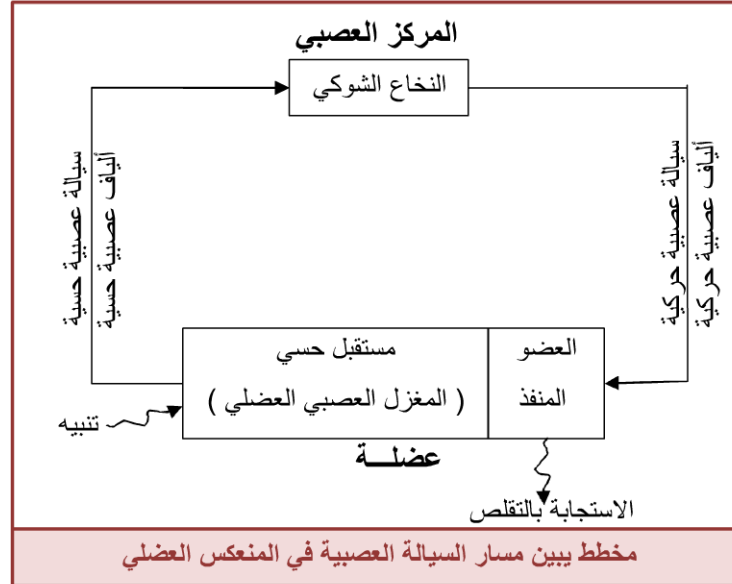 المركز العصبي
النخاع الشوكي
سيالة عصبية حركية
ألياف عصبية حركية
سيالة عصبية حسية
ألياف عصبية حسية
العضو
المنفذ
مستقبل حسي
( المغزل العصبي العضلي )
تنبيه
عضلـــة
الاستجابة بالتقلص
مخطط يبين مسار السيالة العصبية في المنعكس العضلي